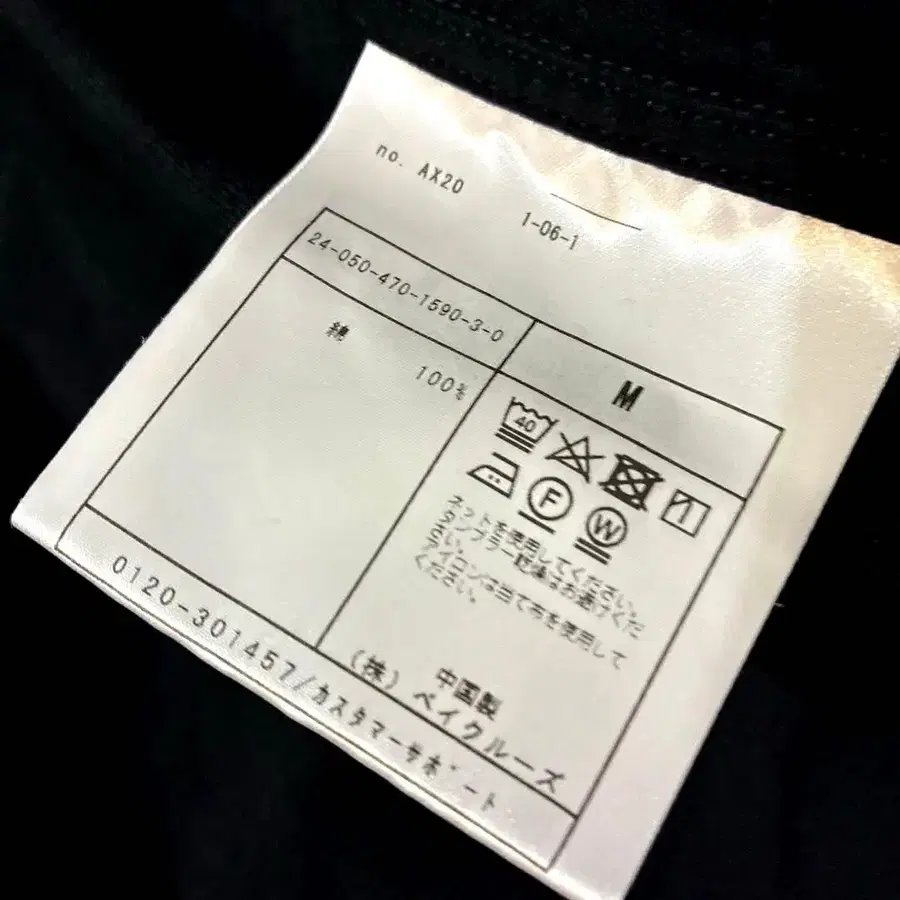 no. AX20
1-06-1
24-050-470-1590-3-0
M
綿
100%
40
F
W
ネットを使用してください。
タンブラー乾燥はお避けくだ
さい。
アイロンは当て布を使用して
ください。
中国製
(株)ベイクルーズ
0120-301457/カスタマーサポート